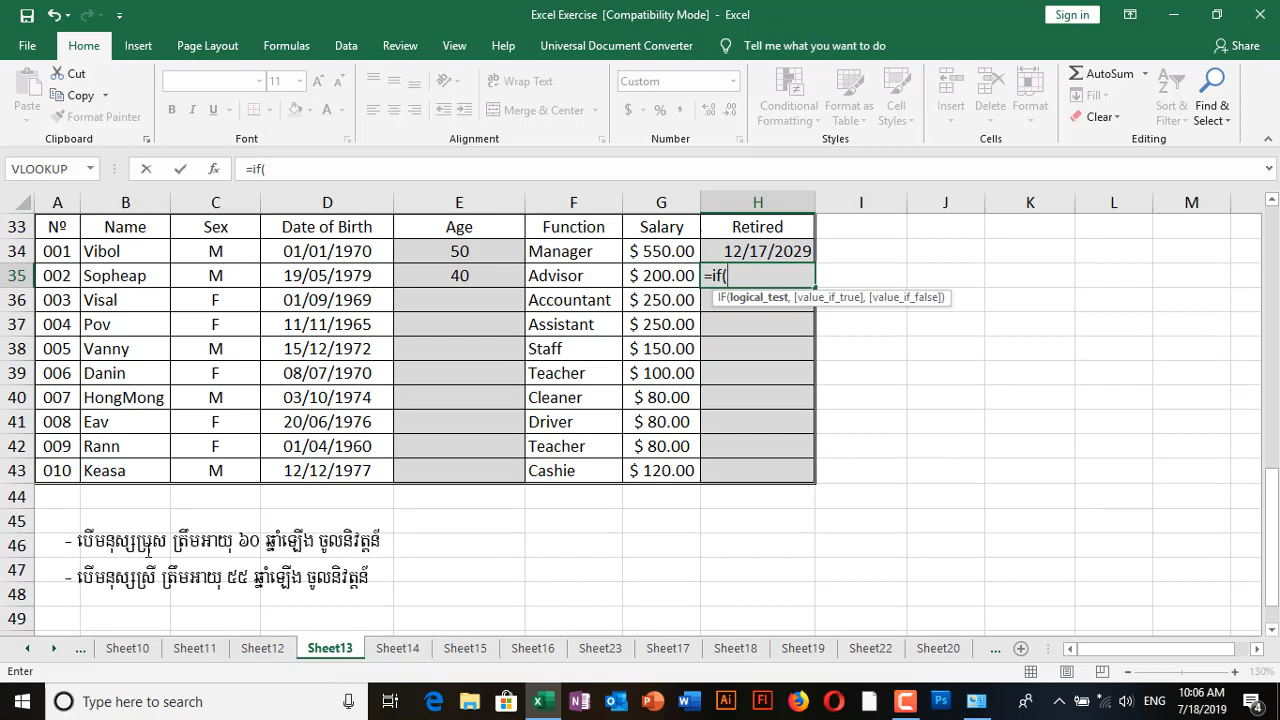 Excel Exercise [Compatibility Mode] - Excel
Sign in
File Home Insert Page Layout Formulas Data Review View Help Universal Document Converter Tell me what you want to do Share
Paste Cut
Copy
Format Painter
Clipboard
11
B I U
Font
Wrap Text
Merge & Center
Alignment
Custom
$ % ,
Number
Conditional Formatting
Format as Table
Cell Styles
Styles
Insert Delete Format
Cells
AutoSum
Fill
Clear
Sort & Filter
Find & Select
Editing
VLOOKUP fx =if(
A B C D E F G H I J K L M
33 Nº Name Sex Date of Birth Age Function Salary Retired
34 001 Vibol M 01/01/1970 50 Manager $ 550.00 12/17/2029
35 002 Sopheap M 19/05/1979 40 Advisor $ 200.00 =if(
IF(logical_test, [value_if_true], [value_if_false])
36 003 Visal F 01/09/1969 Accountant $ 250.00
37 004 Pov F 11/11/1965 Assistant $ 250.00
38 005 Vanny M 15/12/1972 Staff $ 150.00
39 006 Danin F 08/07/1970 Teacher $ 100.00
40 007 HongMong M 03/10/1974 Cleaner $ 80.00
41 008 Eav F 20/06/1976 Driver $ 80.00
42 009 Rann F 01/04/1960 Teacher $ 80.00
43 010 Keasa M 12/12/1977 Cashie $ 120.00
44
45
46 - បើមនុស្សប្រុស ត្រឹមអាយុ ៦០ ឆ្នាំឡើង ចូលនិវត្តន៍
47 - បើមនុស្សស្រី ត្រឹមអាយុ ៥៥ ឆ្នាំឡើង ចូលនិវត្តន៍
48
49
... Sheet10 Sheet11 Sheet12 Sheet13 Sheet14 Sheet15 Sheet16 Sheet23 Sheet17 Sheet18 Sheet19 Sheet22 Sheet20 ...
Enter 130%
Type here to search
ENG
10:06 AM
7/18/2019
4